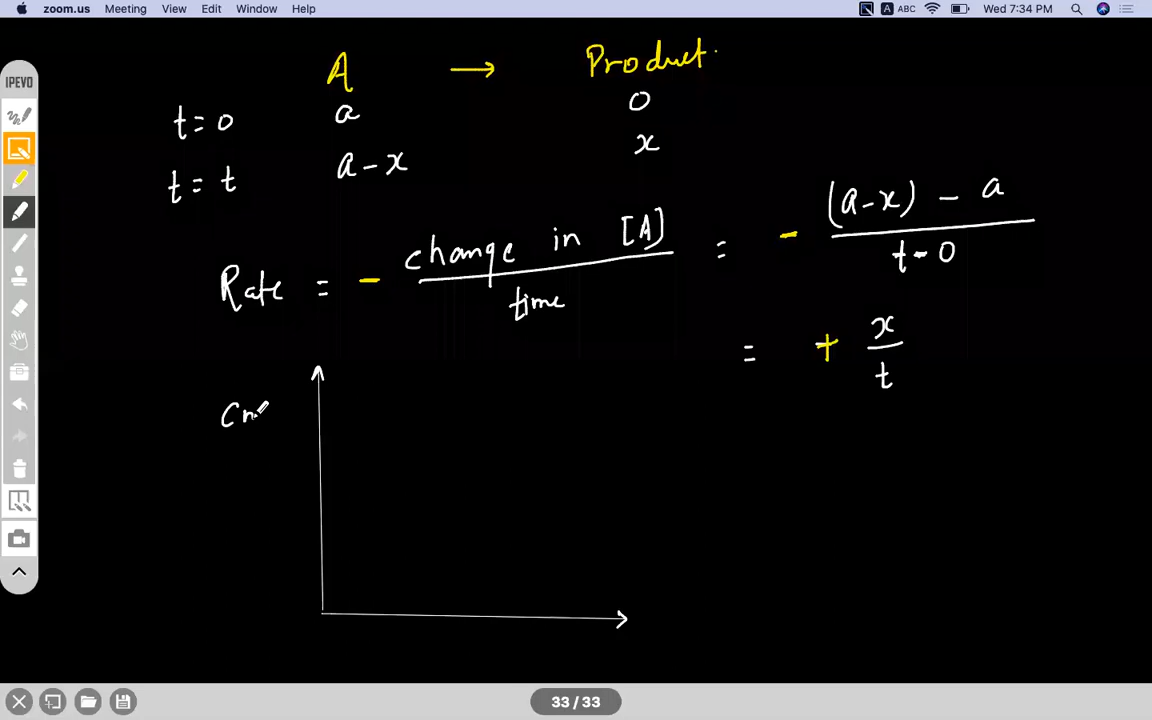 zoom.us Meeting View Edit Window Help A ABC Wed 7:34 PM
IPEVO
A → Product
t = 0 a 0
t = t a - x x
Rate = - change in [A] / time = - (a-x) - a / t - 0
= + x / t
33 / 33